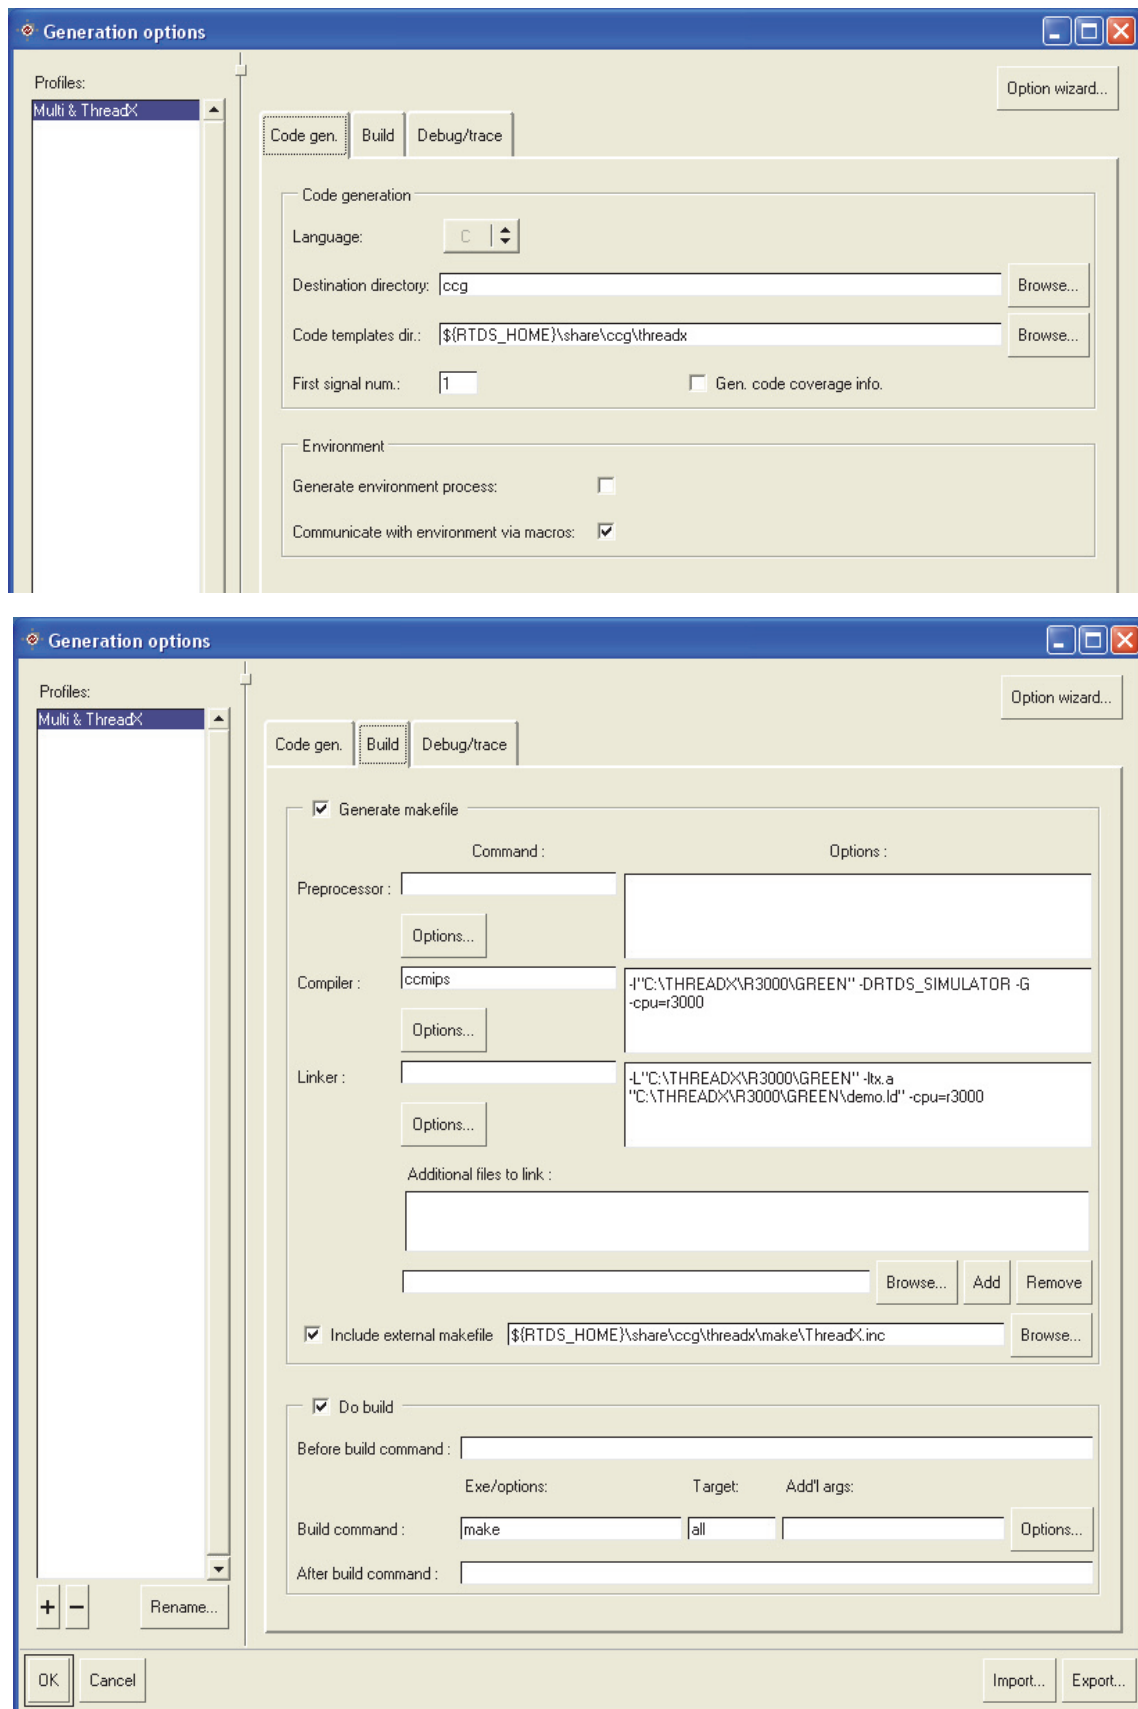 Generation options
Profiles:
Option wizard...
Multi & ThreadX
Code gen. Build Debug/trace
Code generation
Language: C
Destination directory: ccg Browse...
Code templates dir.: ${RTDS_HOME}\share\ccg\threadx Browse...
First signal num.: 1 Gen. code coverage info.
Environment
Generate environment process:
Communicate with environment via macros:
Generation options
Profiles:
Option wizard...
Multi & ThreadX
Code gen. Build Debug/trace
Generate makefile
Command : Options :
Preprocessor :
Options...
Compiler : ccmips -I"C:\THREADX\R3000\GREEN" -DRTDS_SIMULATOR -G
-cpu=r3000
Options...
Linker : -L"C:\THREADX\R3000\GREEN" -ltx.a
"C:\THREADX\R3000\GREEN\demo.ld" -cpu=r3000
Options...
Additional files to link :
Browse... Add Remove
Include external makefile ${RTDS_HOME}\share\ccg\threadx\make\ThreadX.inc Browse...
Do build
Before build command :
Exe/options: Target: Add'l args:
Build command : make all Options...
After build command :
+ − Rename...
OK Cancel Import... Export...